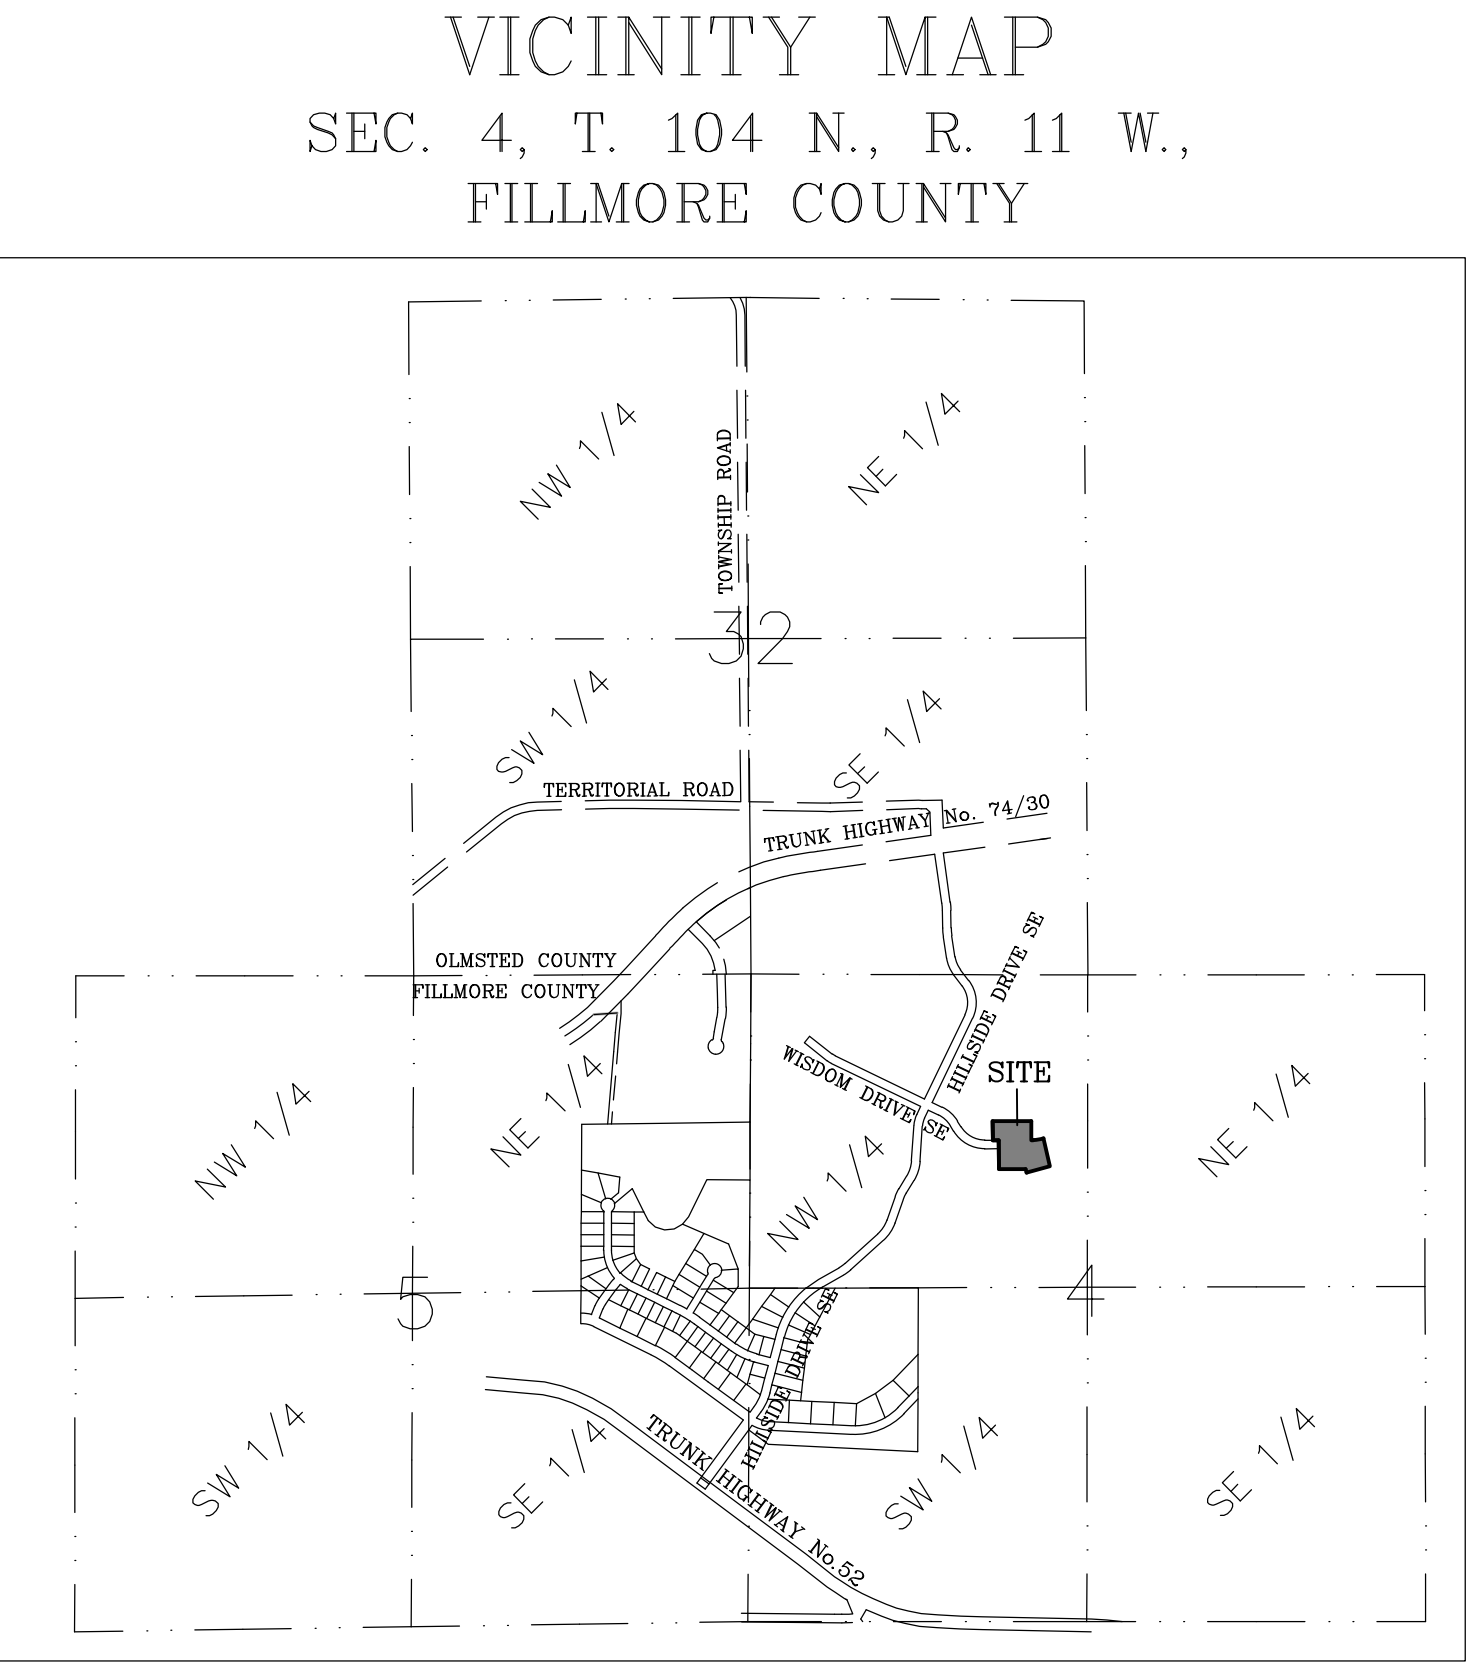 VICINITY MAP
SEC. 4, T. 104 N., R. 11 W.,
FILLMORE COUNTY
NW 1/4
NE 1/4
TOWNSHIP ROAD
32
SW 1/4
SE 1/4
TERRITORIAL ROAD
TRUNK HIGHWAY No. 74/30
OLMSTED COUNTY
FILLMORE COUNTY
HILLSIDE DRIVE SE
WISDOM DRIVE SE
SITE
NW 1/4
NE 1/4
NW 1/4
NE 1/4
5
4
HILLSIDE DRIVE SE
SW 1/4
SE 1/4
TRUNK HIGHWAY No.52
SW 1/4
SE 1/4